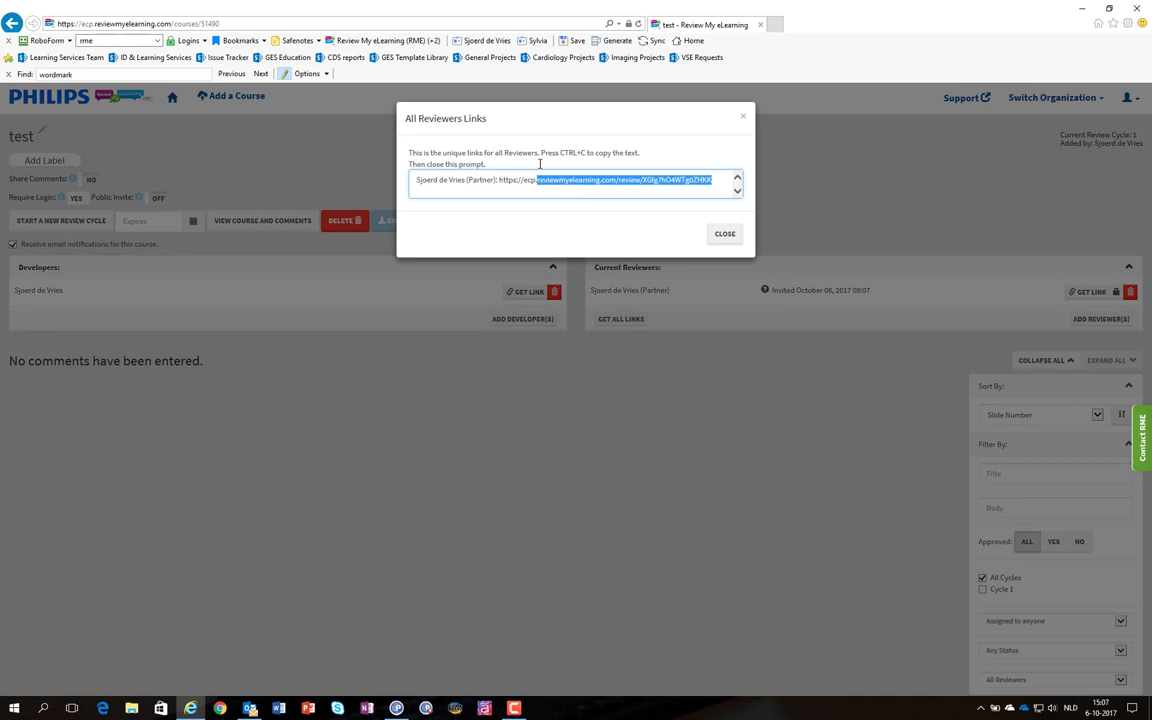 https://ecp.reviewmyelearning.com/courses/51490
test - Review My eLearning
RoboForm
rme
Logins
Bookmarks
Safenotes
Review My eLearning (RME) (+2)
Sjoerd de Vries
Sylvia
Save
Generate
Sync
Home
Learning Services Team
ID & Learning Services
Issue Tracker
GES Education
CDS reports
GES Template Library
General Projects
Cardiology Projects
Imaging Projects
VSE Requests
Find: wordmark
Previous
Next
Options
PHILIPS
Add a Course
Support
Switch Organization
test
Current Review Cycle: 1
Added by: Sjoerd de Vries
Add Label
Share Comments: NO
Require Login: YES Public Invite: OFF
START A NEW REVIEW CYCLE
Expires
VIEW COURSE AND COMMENTS
DELETE
Receive email notifications for this course.
All Reviewers Links
×
This is the unique links for all Reviewers. Press CTRL+C to copy the text.
Then close this prompt.
Sjoerd de Vries (Partner): https://ecp.reviewmyelearning.com/review/XGIg7hO4WTg0ZHKK
CLOSE
Developers:
Sjoerd de Vries
GET LINK
ADD DEVELOPER(S)
Current Reviewers:
Sjoerd de Vries (Partner)
Invited October 06, 2017 09:07
GET LINK
GET ALL LINKS
ADD REVIEWER(S)
No comments have been entered.
COLLAPSE ALL
EXPAND ALL
Sort By:
Slide Number
Filter By:
Title
Body
Approved: ALL YES NO
All Cycles
Cycle 1
Assigned to anyone
Any Status
All Reviewers
Contact RME
NLD
15:07
6-10-2017